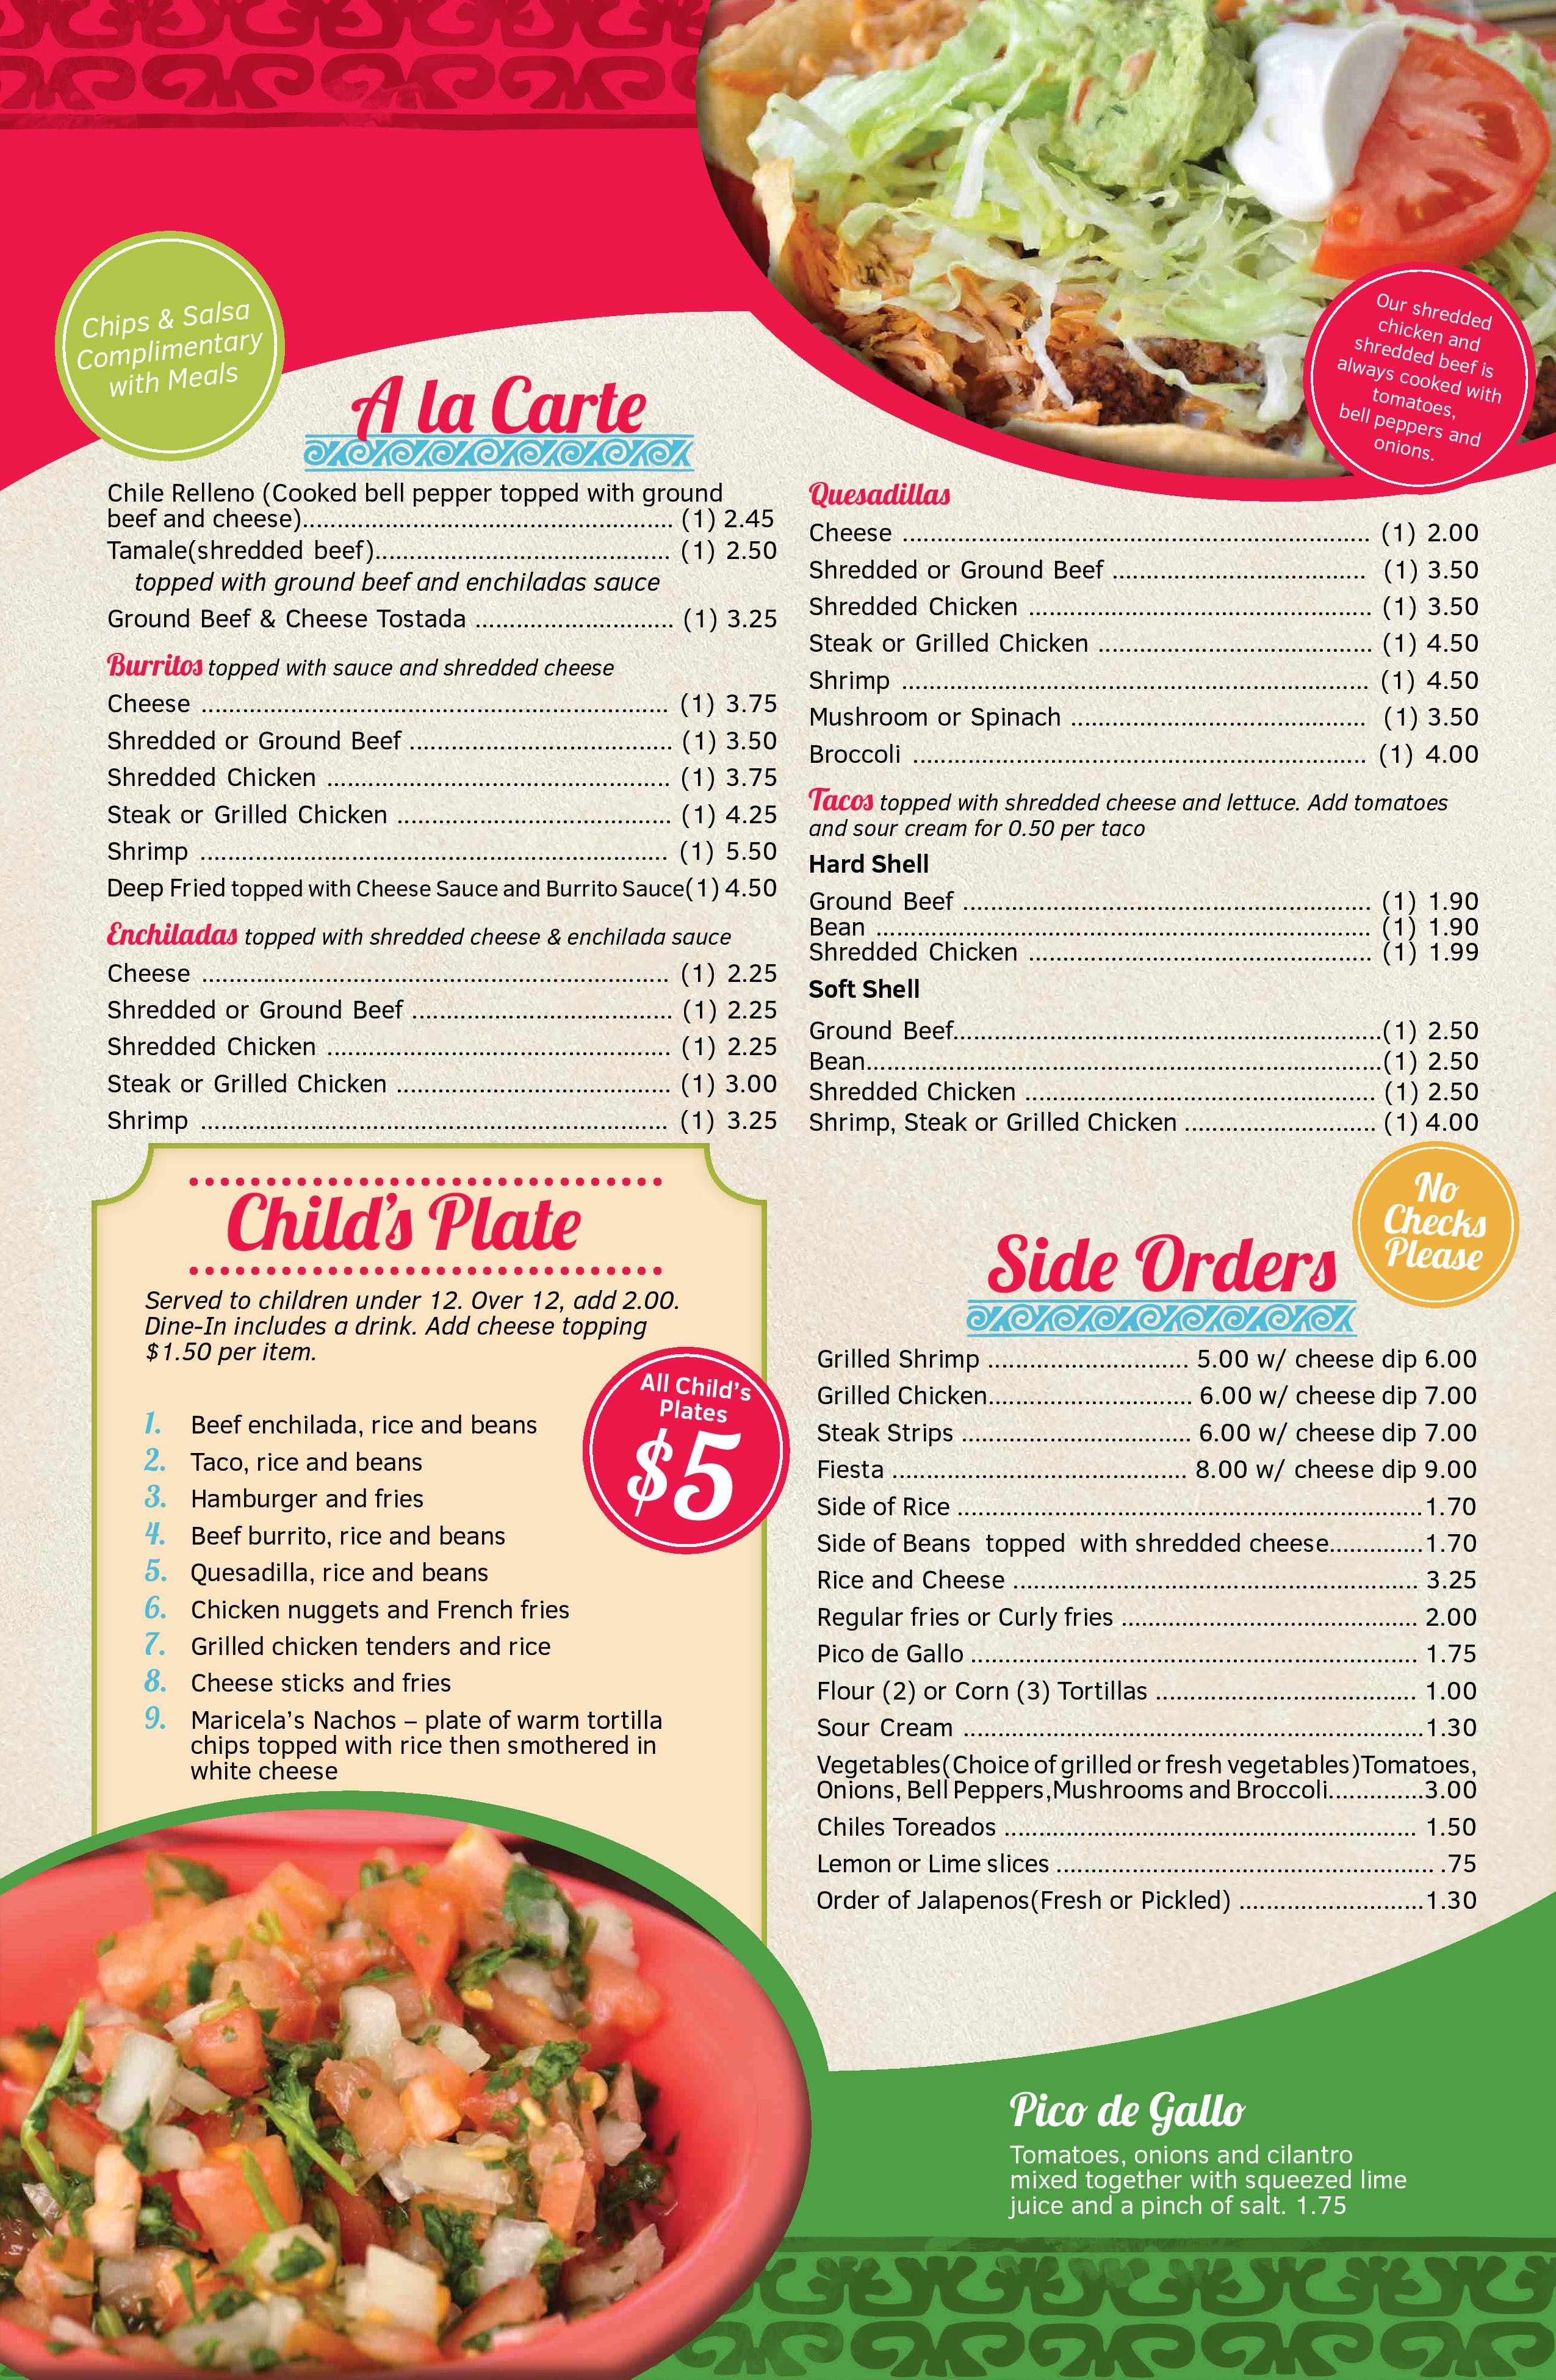 Chips & Salsa
Complimentary
with Meals
Our shredded
chicken and
shredded beef is
always cooked with
tomatoes,
bell peppers and
onions.
A la Carte
Chile Relleno (Cooked bell pepper topped with ground
beef and cheese)...................................................... (1) 2.45
Tamale(shredded beef)........................................... (1) 2.50
topped with ground beef and enchiladas sauce
Ground Beef & Cheese Tostada ............................. (1) 3.25
Burritos topped with sauce and shredded cheese
Cheese .................................................................... (1) 3.75
Shredded or Ground Beef ...................................... (1) 3.50
Shredded Chicken .................................................. (1) 3.75
Steak or Grilled Chicken ........................................ (1) 4.25
Shrimp .................................................................... (1) 5.50
Deep Fried topped with Cheese Sauce and Burrito Sauce(1) 4.50
Enchiladas topped with shredded cheese & enchilada sauce
Cheese .................................................................... (1) 2.25
Shredded or Ground Beef ...................................... (1) 2.25
Shredded Chicken .................................................. (1) 2.25
Steak or Grilled Chicken ........................................ (1) 3.00
Shrimp .................................................................... (1) 3.25
Quesadillas
Cheese .................................................................... (1) 2.00
Shredded or Ground Beef ..................................... (1) 3.50
Shredded Chicken .................................................. (1) 3.50
Steak or Grilled Chicken ........................................ (1) 4.50
Shrimp .................................................................... (1) 4.50
Mushroom or Spinach ........................................... (1) 3.50
Broccoli .................................................................. (1) 4.00
Tacos topped with shredded cheese and lettuce. Add tomatoes
and sour cream for 0.50 per taco
Hard Shell
Ground Beef ........................................................... (1) 1.90
Bean ........................................................................ (1) 1.90
Shredded Chicken .................................................. (1) 1.99
Soft Shell
Ground Beef..............................................................(1) 2.50
Bean...........................................................................(1) 2.50
Shredded Chicken ................................................... (1) 2.50
Shrimp, Steak or Grilled Chicken ............................ (1) 4.00
Child's Plate
Served to children under 12. Over 12, add 2.00.
Dine-In includes a drink. Add cheese topping
$1.50 per item.
All Child's
Plates
$5
1. Beef enchilada, rice and beans
2. Taco, rice and beans
3. Hamburger and fries
4. Beef burrito, rice and beans
5. Quesadilla, rice and beans
6. Chicken nuggets and French fries
7. Grilled chicken tenders and rice
8. Cheese sticks and fries
9. Maricela's Nachos – plate of warm tortilla
chips topped with rice then smothered in
white cheese
No
Checks
Please
Side Orders
Grilled Shrimp ............................. 5.00 w/ cheese dip 6.00
Grilled Chicken.............................. 6.00 w/ cheese dip 7.00
Steak Strips ................................. 6.00 w/ cheese dip 7.00
Fiesta ........................................... 8.00 w/ cheese dip 9.00
Side of Rice ....................................................................1.70
Side of Beans topped with shredded cheese..............1.70
Rice and Cheese ........................................................... 3.25
Regular fries or Curly fries ........................................... 2.00
Pico de Gallo ................................................................. 1.75
Flour (2) or Corn (3) Tortillas ...................................... 1.00
Sour Cream ...................................................................1.30
Vegetables(Choice of grilled or fresh vegetables)Tomatoes,
Onions, Bell Peppers,Mushrooms and Broccoli..............3.00
Chiles Toreados ............................................................ 1.50
Lemon or Lime slices ....................................................... .75
Order of Jalapenos(Fresh or Pickled) ...........................1.30
Pico de Gallo
Tomatoes, onions and cilantro
mixed together with squeezed lime
juice and a pinch of salt. 1.75